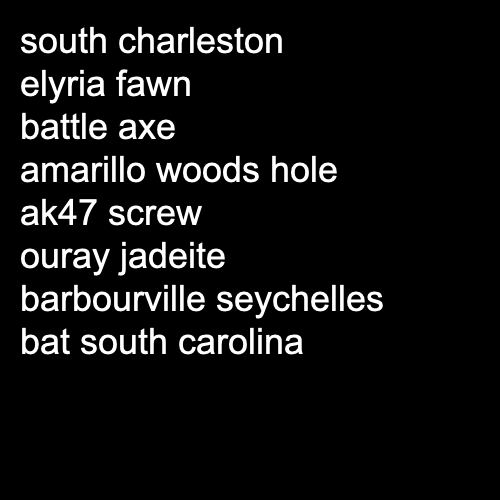 south charleston
elyria fawn
battle axe
amarillo woods hole
ak47 screw
ouray jadeite
barbourville seychelles
bat south carolina